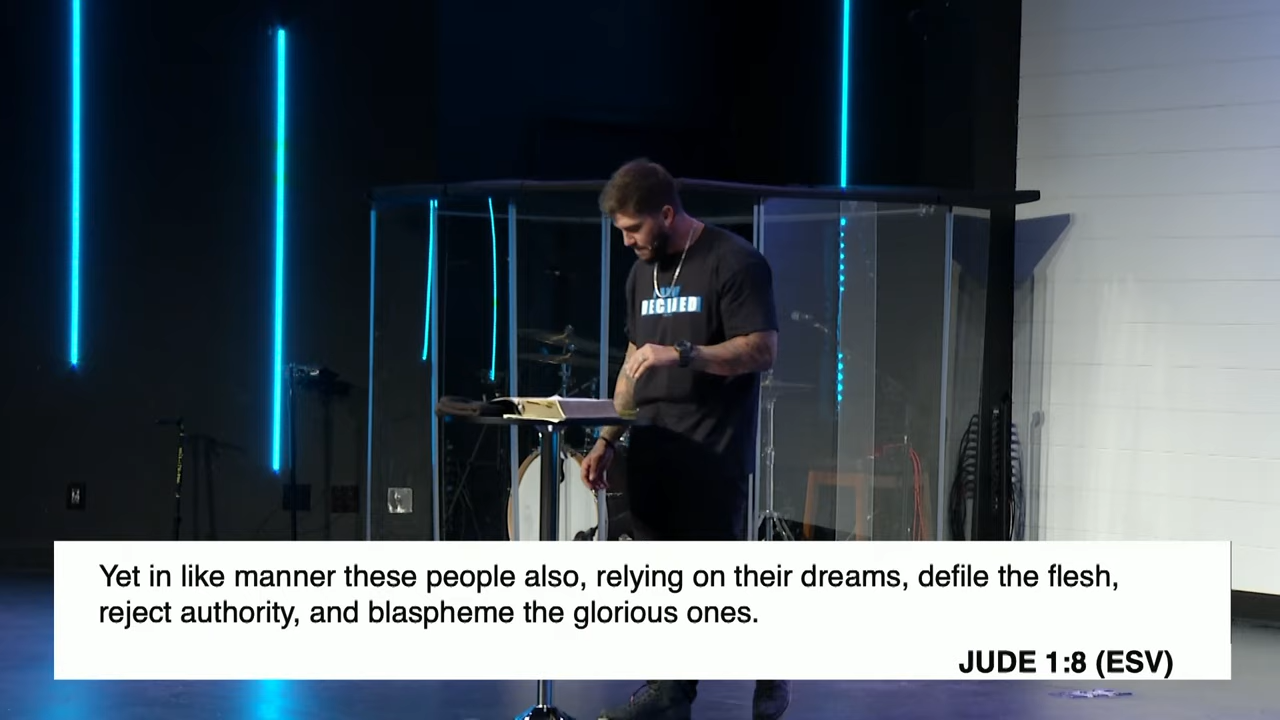 Yet in like manner these people also, relying on their dreams, defile the flesh,
reject authority, and blaspheme the glorious ones.
JUDE 1:8 (ESV)